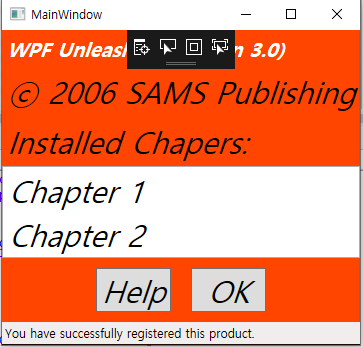 MainWindow
WPF Unleas n 3.0)
© 2006 SAMS Publishing
Installed Chapers:
Chapter 1
Chapter 2
Help OK
You have successfully registered this product.